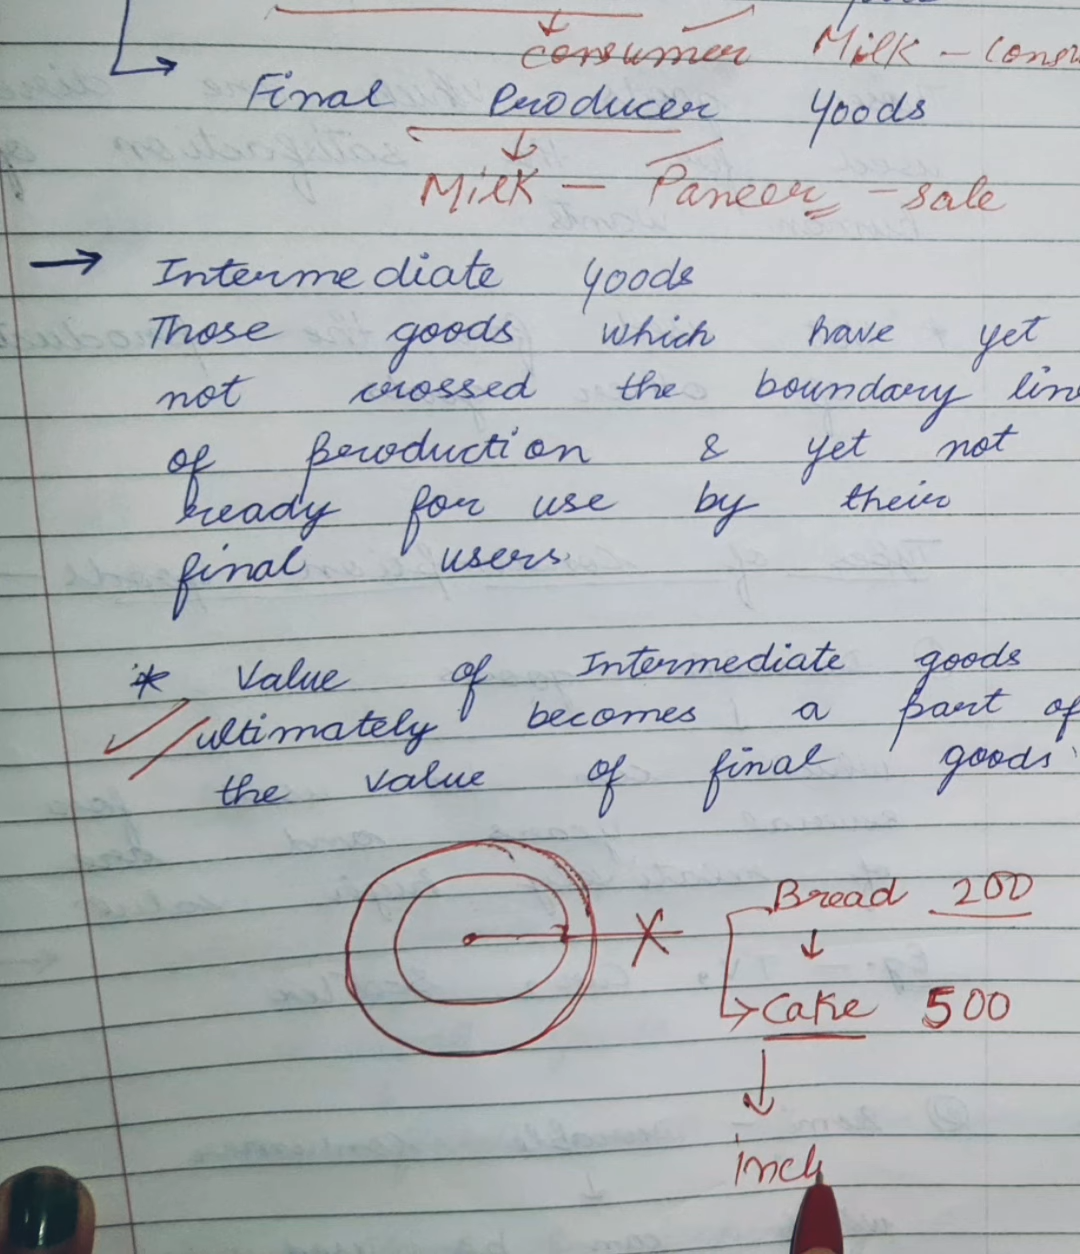 consumer Milk - Cons
Final Producer goods
Milk - Paneer - sale
→ Intermediate goods
Those goods which have yet
not crossed the boundary lin
of production & yet not
ready for use by their
final users.
* Value of Intermediate goods
ultimately becomes a part of
the value of final goods
Bread 200
↓
Cake 500
↓
incl